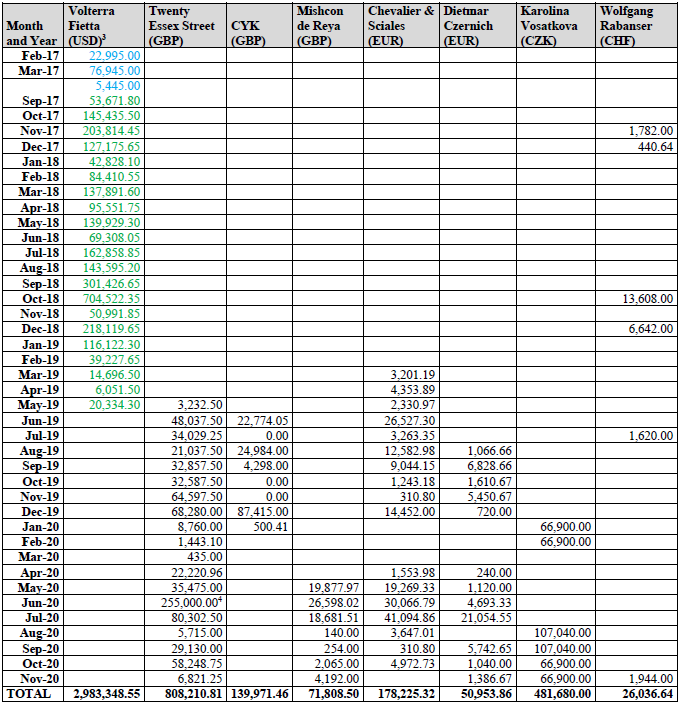 Month and Year | Volterra Fietta (USD)³ | Twenty Essex Street (GBP) | CYK (GBP) | Mishcon de Reya (GBP) | Chevalier & Sciales (EUR) | Dietmar Czernich (EUR) | Karolina Vosatkova (CZK) | Wolfgang Rabanser (CHF)
Feb-17 22,995.00
Mar-17 76,945.00
5,445.00
Sep-17 53,671.80
Oct-17 145,435.50
Nov-17 203,814.45 1,782.00
Dec-17 127,175.65 440.64
Jan-18 42,828.10
Feb-18 84,410.55
Mar-18 137,891.60
Apr-18 95,551.75
May-18 139,929.30
Jun-18 69,308.05
Jul-18 162,858.85
Aug-18 143,595.20
Sep-18 301,426.65
Oct-18 704,522.35 13,608.00
Nov-18 50,991.85
Dec-18 218,119.65 6,642.00
Jan-19 116,122.30
Feb-19 39,227.65
Mar-19 14,696.50 3,201.19
Apr-19 6,051.50 4,353.89
May-19 20,334.30 3,232.50 2,330.97
Jun-19 48,037.50 22,774.05 26,527.30
Jul-19 34,029.25 0.00 3,263.35 1,620.00
Aug-19 21,037.50 24,984.00 12,582.98 1,066.66
Sep-19 32,857.50 4,298.00 9,044.15 6,828.66
Oct-19 32,587.50 0.00 1,243.18 1,610.67
Nov-19 64,597.50 0.00 310.80 5,450.67
Dec-19 68,280.00 87,415.00 14,452.00 720.00
Jan-20 8,760.00 500.41 66,900.00
Feb-20 1,443.10 66,900.00
Mar-20 435.00
Apr-20 22,220.96 1,553.98 240.00
May-20 35,475.00 19,877.97 19,269.33 1,120.00
Jun-20 255,000.00⁴ 26,598.02 30,066.79 4,693.33
Jul-20 80,302.50 18,681.51 41,094.86 21,054.55
Aug-20 5,715.00 140.00 3,647.01 107,040.00
Sep-20 29,130.00 254.00 310.80 5,742.65 107,040.00
Oct-20 58,248.75 2,065.00 4,972.73 1,040.00 66,900.00
Nov-20 6,821.25 4,192.00 1,386.67 66,900.00 1,944.00
TOTAL 2,983,348.55 808,210.81 139,971.46 71,808.50 178,225.32 50,953.86 481,680.00 26,036.64